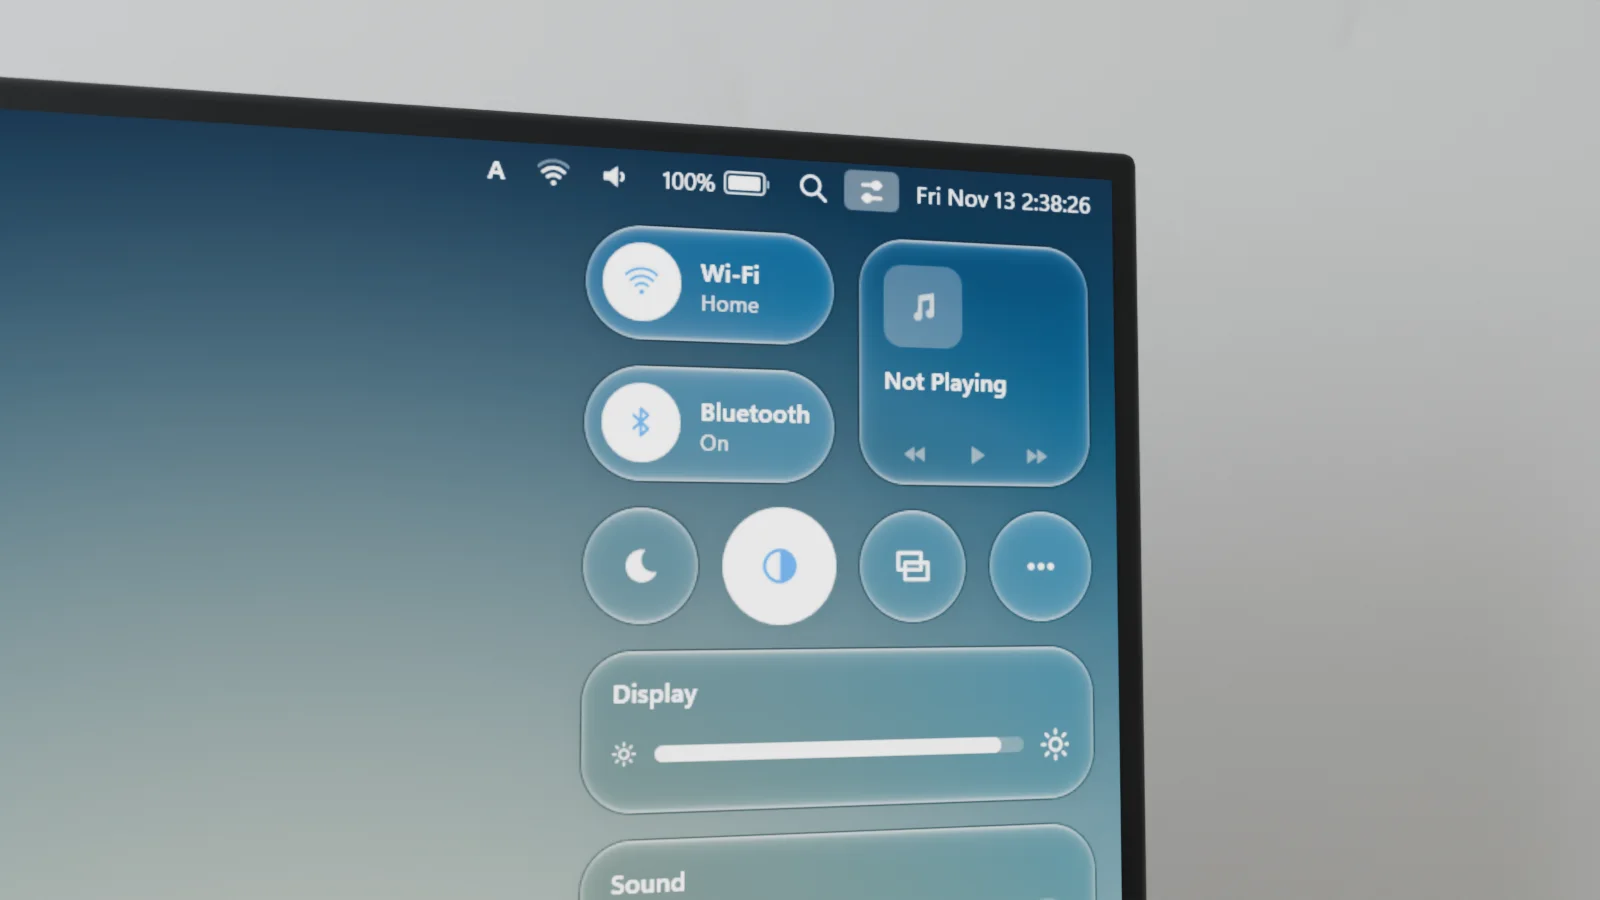 A 100% Fri Nov 13 2:38:26
Wi-Fi
Home
Bluetooth
On
Not Playing
Display
Sound